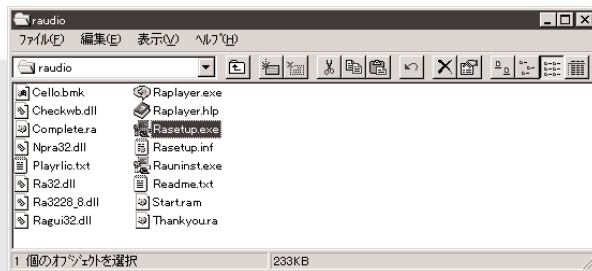 raudio
ファイル(F) 編集(E) 表示(V) ヘルプ(H)
raudio
Cello.bmk
Checkwb.dll
Complete.ra
Npra32.dll
Playrlic.txt
Ra32.dll
Ra3228_8.dll
Ragui32.dll
Raplayer.exe
Raplayer.hlp
Rasetup.exe
Rasetup.inf
Rauninst.exe
Readme.txt
Start.ram
Thankyou.ra
1 個のオブジェクトを選択 233KB